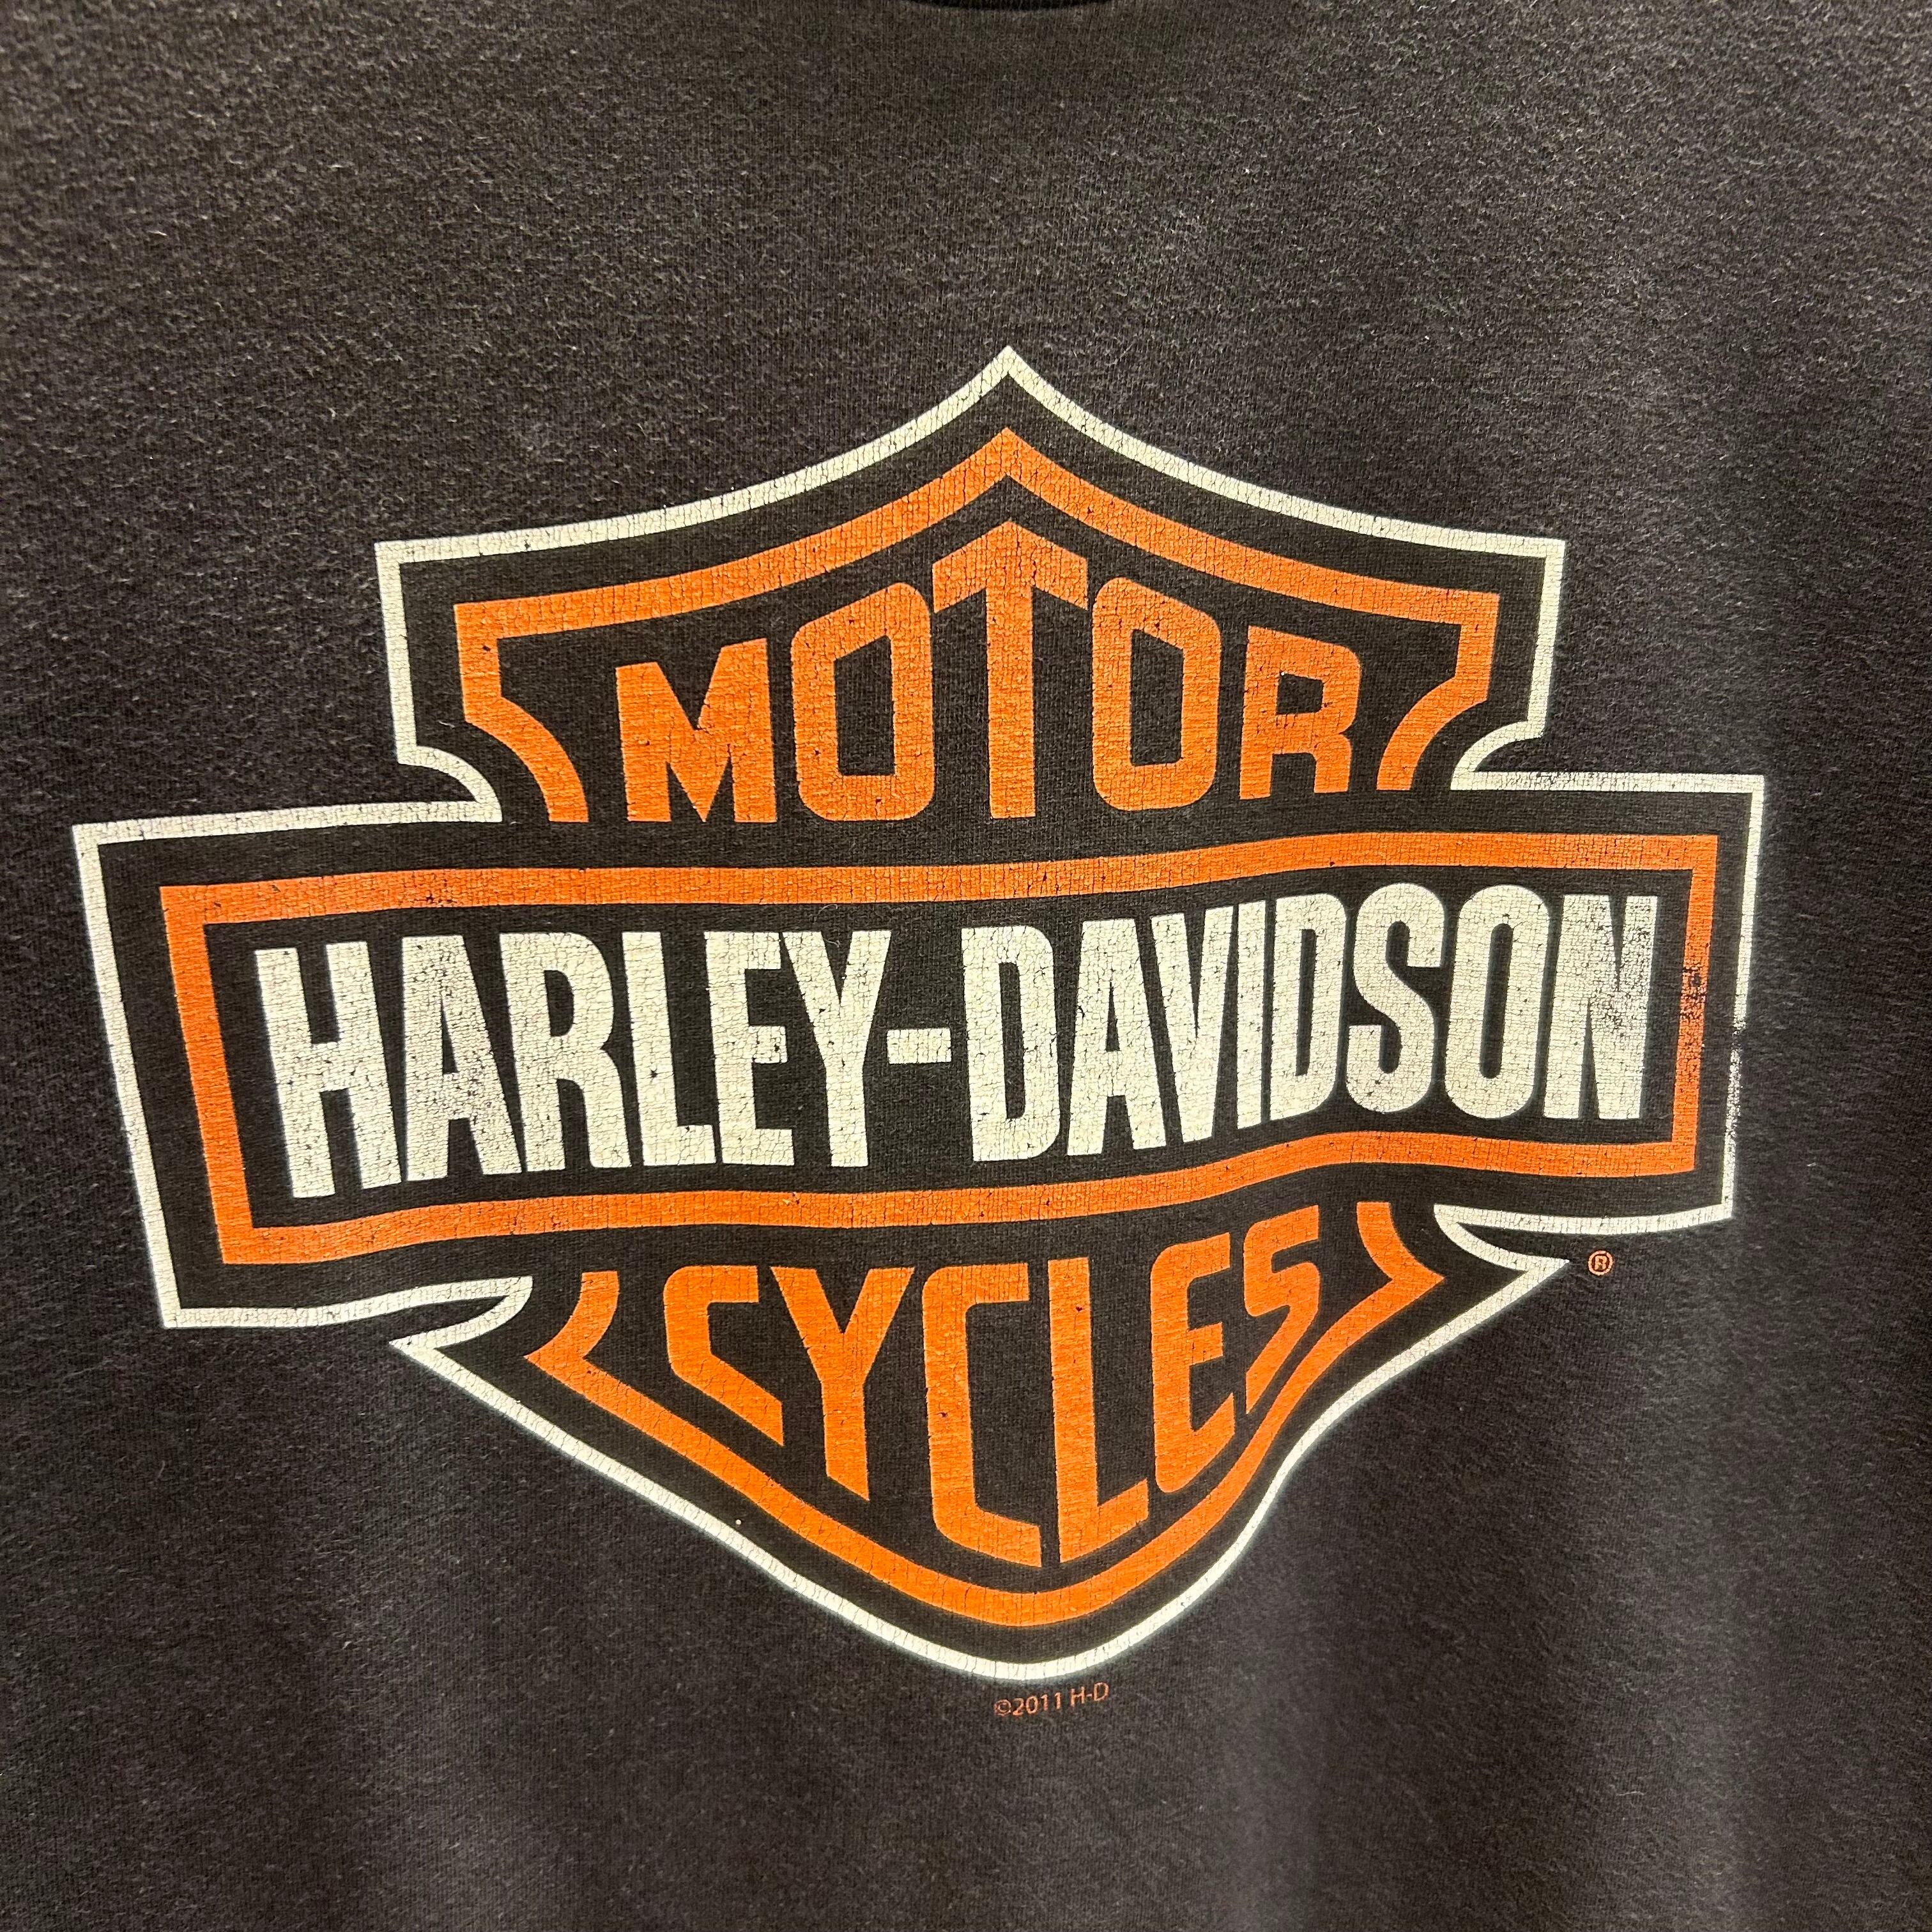 MOTOR
HARLEY-DAVIDSON
CYCLES
®
©2011 H-D